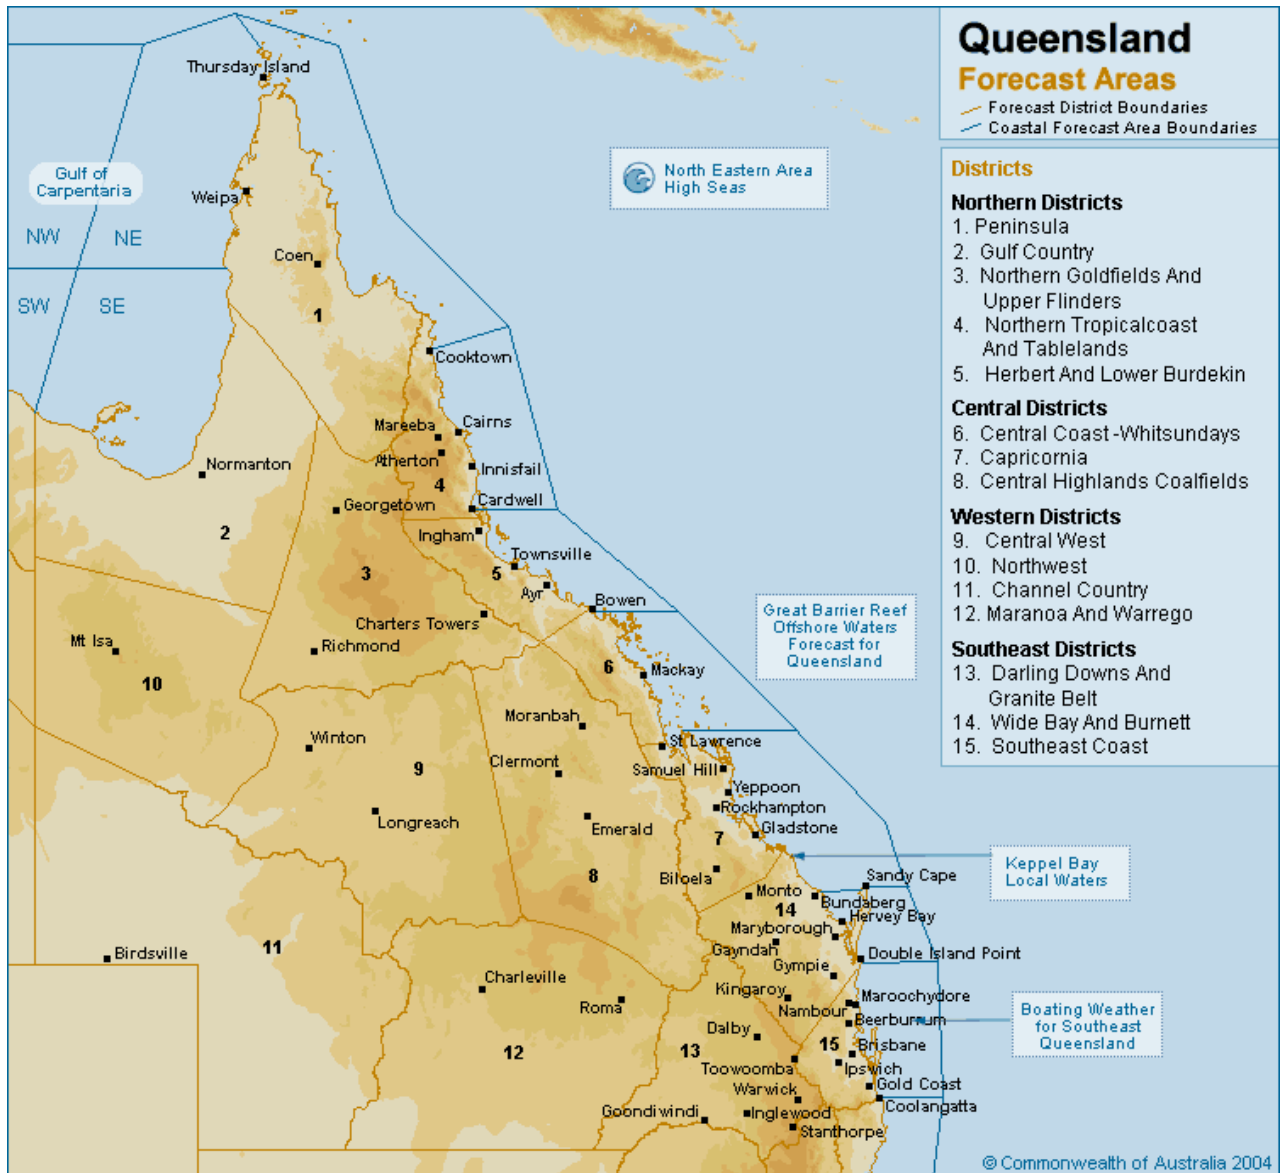 Queensland
Forecast Areas
Forecast District Boundaries
Coastal Forecast Area Boundaries
Districts
Northern Districts
1. Peninsula
2. Gulf Country
3. Northern Goldfields And
Upper Flinders
4. Northern Tropicalcoast
And Tablelands
5. Herbert And Lower Burdekin
Central Districts
6. Central Coast -Whitsundays
7. Capricornia
8. Central Highlands Coalfields
Western Districts
9. Central West
10. Northwest
11. Channel Country
12. Maranoa And Warrego
Southeast Districts
13. Darling Downs And
Granite Belt
14. Wide Bay And Burnett
15. Southeast Coast
Thursday Island
Gulf of
Carpentaria
North Eastern Area
High Seas
Weipa
NW
NE
Coen
SW
SE
1
Cooktown
Mareeba
Cairns
Atherton
Normanton
Innisfail
4
Georgetown
Cardwell
2
Ingham
Townsville
3
5
Ayr
Bowen
Charters Towers
Great Barrier Reef
Offshore Waters
Forecast for
Queensland
Mt Isa
Richmond
6
Mackay
10
Moranbah
Winton
St Lawrence
Clermont
9
Samuel Hill
Yeppoon
Rockhampton
Longreach
Emerald
Gladstone
7
Keppel Bay
Local Waters
8
Biloela
Sandy Cape
Monto
Bundaberg
14
Hervey Bay
Maryborough
11
Gayndah
Birdsville
Double Island Point
Gympie
Charleville
Kingaroy
Roma
Maroochydore
Nambour
Beerburrum
Boating Weather
for Southeast
Queensland
Dalby
12
13
15
Brisbane
Toowoomba
Ipswich
Warwick
Gold Coast
Goondiwindi
Inglewood
Coolangatta
Stanthorpe
© Commonwealth of Australia 2004